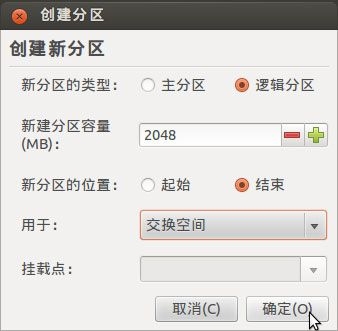 创建分区
创建新分区
新分区的类型： 主分区 逻辑分区
新建分区容量
(MB)： 2048
新分区的位置： 起始 结束
用于： 交换空间
挂载点：
取消(C) 确定(O)